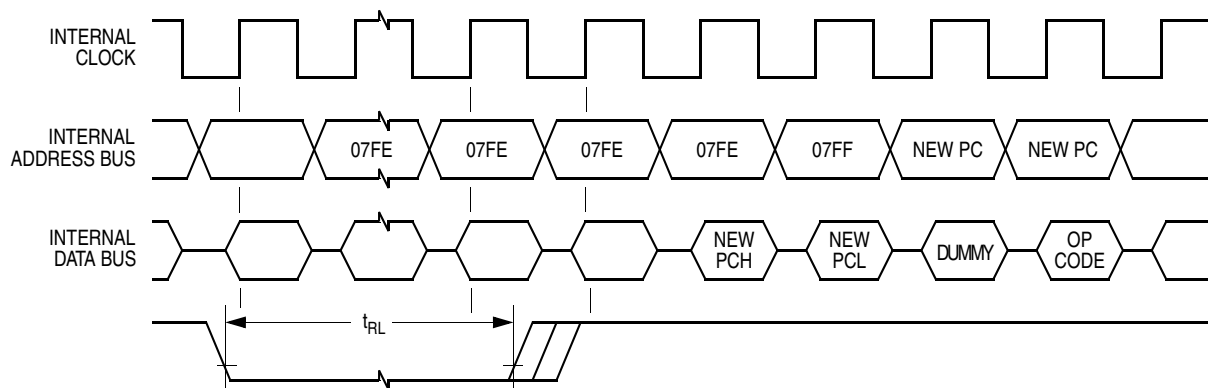 INTERNAL
CLOCK
INTERNAL
ADDRESS BUS
07FE
07FE
07FE
07FE
07FF
NEW PC
NEW PC
INTERNAL
DATA BUS
NEW
PCH
NEW
PCL
DUMMY
OP
CODE
tRL